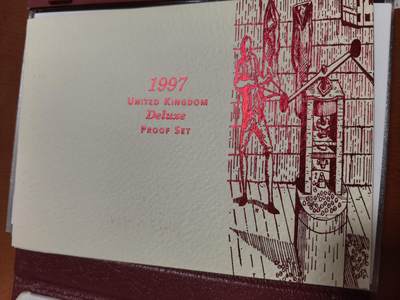 1997
United Kingdom
Deluxe
Proof Set